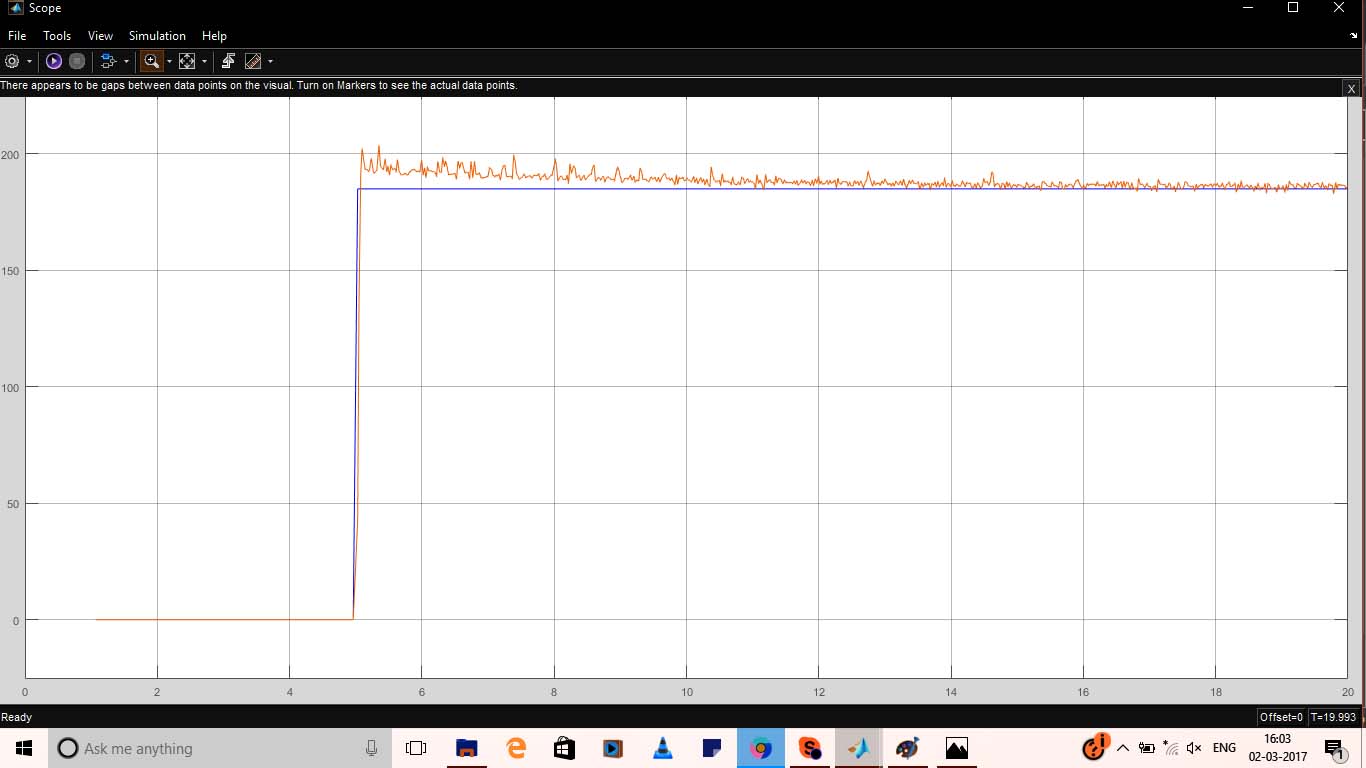 Scope
File Tools View Simulation Help
There appears to be gaps between data points on the visual. Turn on Markers to see the actual data points.
X
200
150
100
50
0
0 2 4 6 8 10 12 14 16 18 20
Ready Offset=0 T=19.993
Ask me anything
ENG
16:03
02-03-2017
1